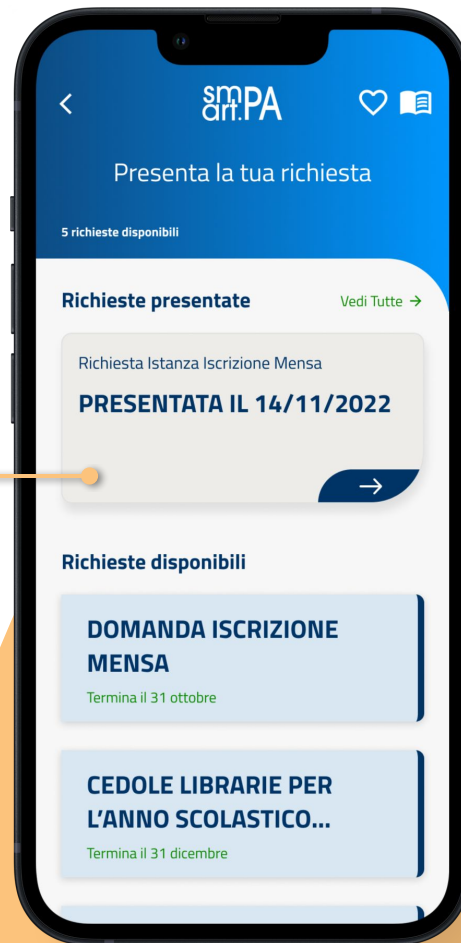 smart.PA
Presenta la tua richiesta
5 richieste disponibili
Richieste presentate
Vedi Tutte →
Richiesta Istanza Iscrizione Mensa
PRESENTATA IL 14/11/2022
Richieste disponibili
DOMANDA ISCRIZIONE
MENSA
Termina il 31 ottobre
CEDOLE LIBRARIE PER
L’ANNO SCOLASTICO...
Termina il 31 dicembre